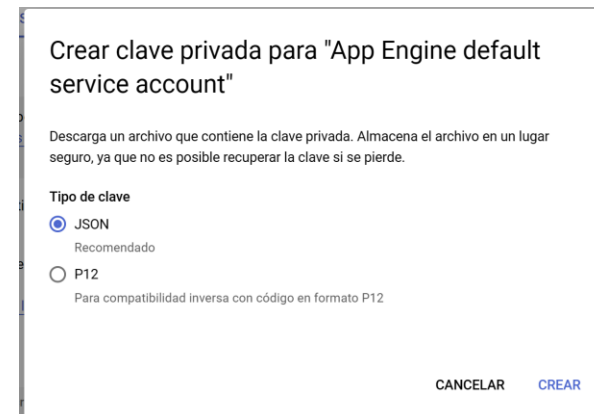 Crear clave privada para "App Engine default
service account"
Descarga un archivo que contiene la clave privada. Almacena el archivo en un lugar
seguro, ya que no es posible recuperar la clave si se pierde.
Tipo de clave
JSON
Recomendado
P12
Para compatibilidad inversa con código en formato P12
CANCELAR
CREAR